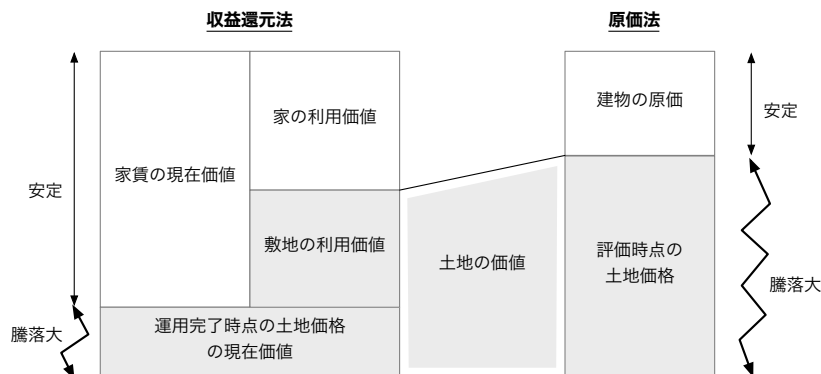 収益還元法
原価法
安定
家賃の現在価値
家の利用価値
敷地の利用価値
騰落大
運用完了時点の土地価格
の現在価値
土地の価値
建物の原価
安定
評価時点の
土地価格
騰落大